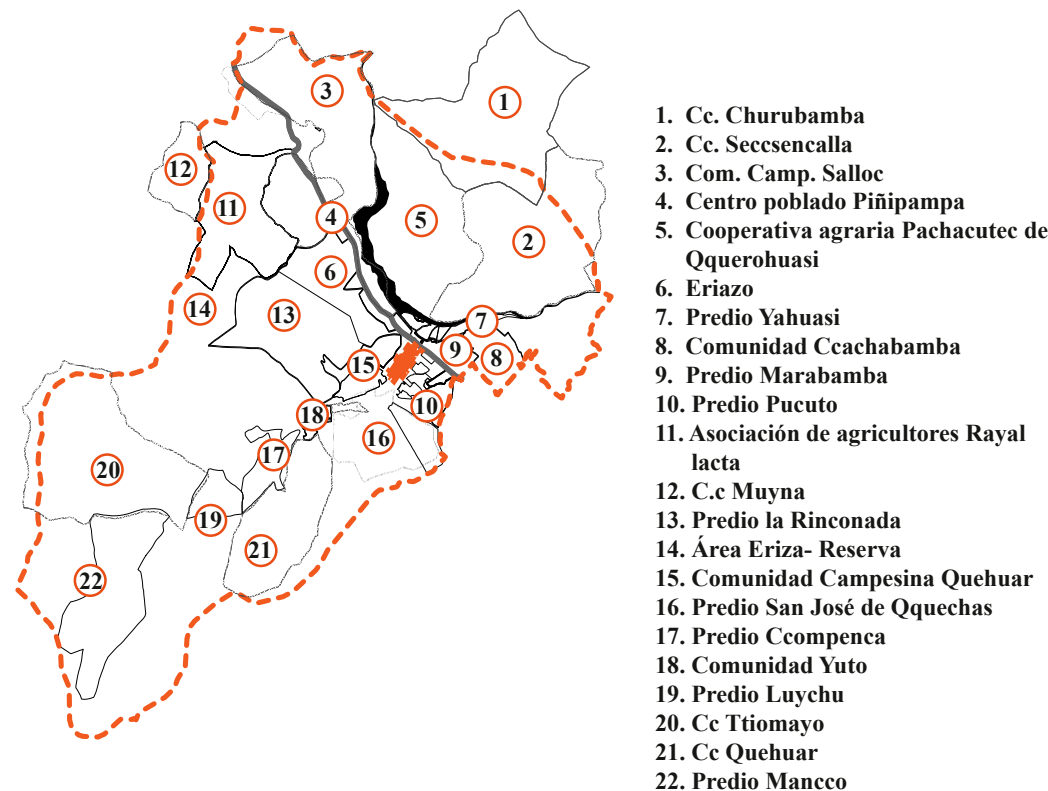 3
1
12
11
4
5
2
6
14
13
7
15
9
8
18
10
16
17
20
19
21
22
1. Cc. Churubamba
2. Cc. Seccsencalla
3. Com. Camp. Salloc
4. Centro poblado Piñipampa
5. Cooperativa agraria Pachacutec de
Qquerohuasi
6. Eriazo
7. Predio Yahuasi
8. Comunidad Ccachabamba
9. Predio Marabamba
10. Predio Pucuto
11. Asociación de agricultores Rayal
lacta
12. C.c Muyna
13. Predio la Rinconada
14. Área Eriza- Reserva
15. Comunidad Campesina Quehuar
16. Predio San José de Qquechas
17. Predio Ccompenca
18. Comunidad Yuto
19. Predio Luychu
20. Cc Ttiomayo
21. Cc Quehuar
22. Predio Mancco